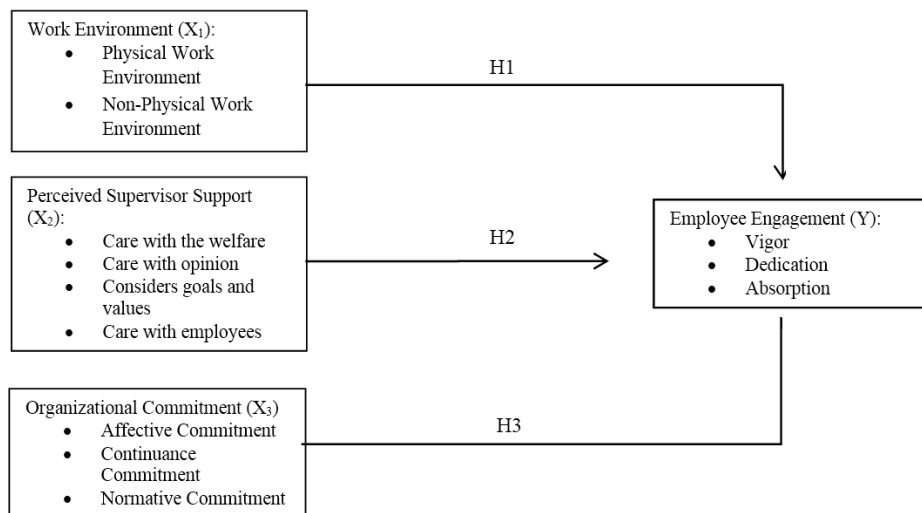 Work Environment (X₁):
• Physical Work
Environment
• Non-Physical Work
Environment
H1
Perceived Supervisor Support
(X₂):
• Care with the welfare
• Care with opinion
• Considers goals and
values
• Care with employees
H2
Employee Engagement (Y):
• Vigor
• Dedication
• Absorption
Organizational Commitment (X₃)
• Affective Commitment
• Continuance
Commitment
• Normative Commitment
H3